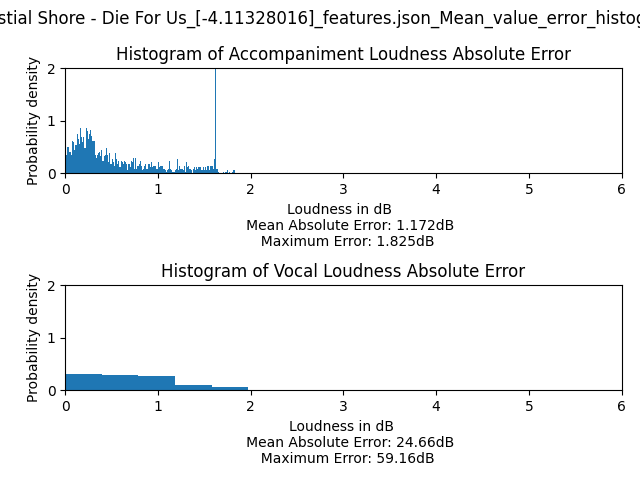 stial Shore - Die For Us_[-4.11328016]_features.json_Mean_value_error_histog
Histogram of Accompaniment Loudness Absolute Error
Probability density
2
1
0
0 1 2 3 4 5 6
Loudness in dB
Mean Absolute Error: 1.172dB
Maximum Error: 1.825dB
Histogram of Vocal Loudness Absolute Error
Probability density
2
1
0
0 1 2 3 4 5 6
Loudness in dB
Mean Absolute Error: 24.66dB
Maximum Error: 59.16dB